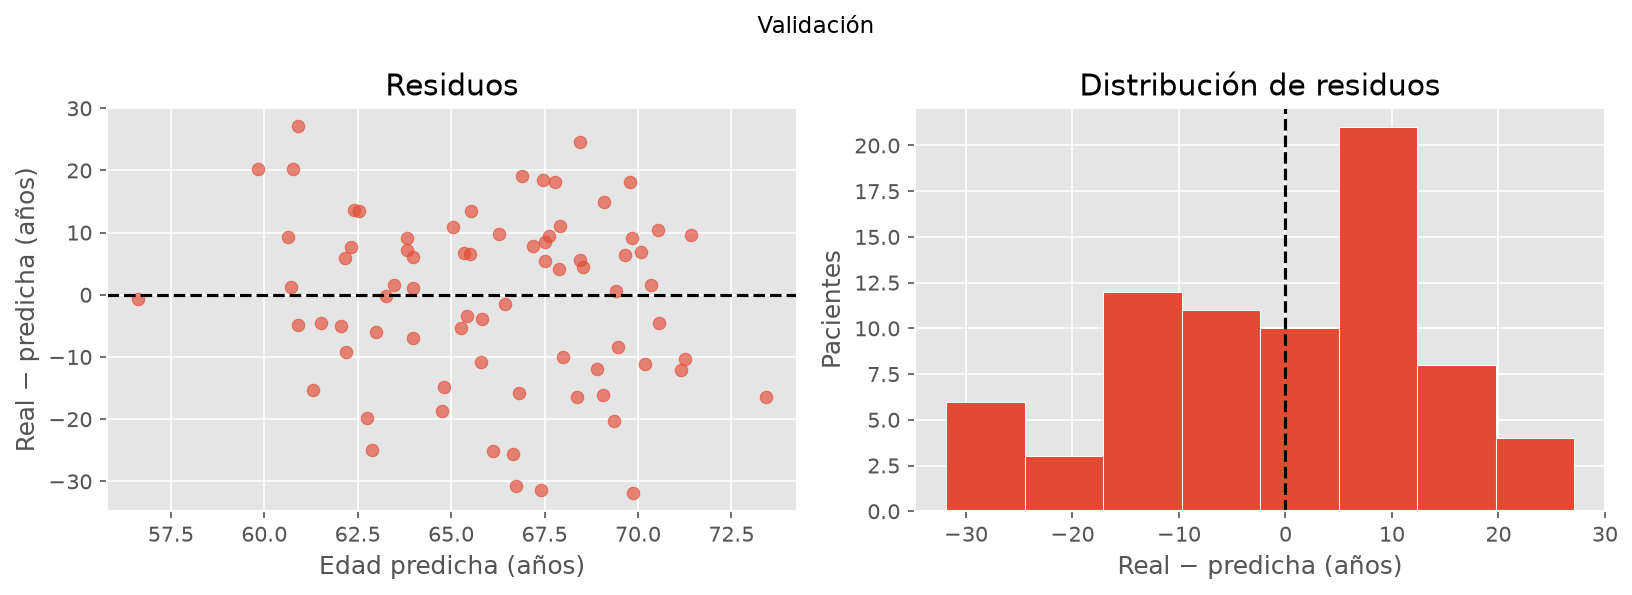 Validación
Residuos
30
20
10
0
−10
−20
−30
Real − predicha (años)
57.5 60.0 62.5 65.0 67.5 70.0 72.5
Edad predicha (años)
Distribución de residuos
20.0
17.5
15.0
12.5
10.0
7.5
5.0
2.5
0.0
Pacientes
−30 −20 −10 0 10 20 30
Real − predicha (años)